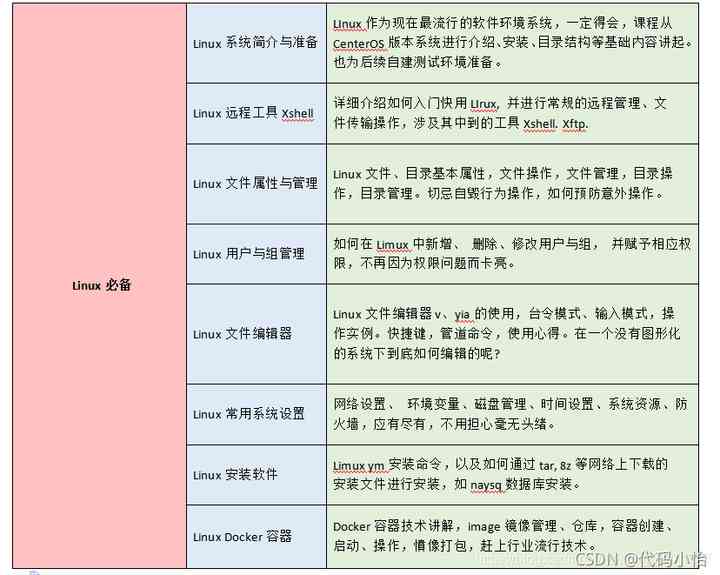 Linux 必备
Linux 系统简介与准备
LInux 作为现在最流行的软件环境系统，一定得会，课程从
CenterOS 版本系统进行介绍、安装、目录结构等基础内容讲起。
也为后续自建测试环境准备。
Linux 远程工具 Xshell
详细介绍如何入门快用 LIrux, 并进行常规的远程管理、文
件传输操作，涉及其中到的工具 Xshell. Xftp.
Linux 文件属性与管理
Linux 文件、目录基本属性，文件操作，文件管理，目录操
作，目录管理。切忌自毁行为操作，如何预防意外操作。
Linux 用户与组管理
如何在 Limux 中新增、 删除、修改用户与组， 并赋予相应权
限，不再因为权限问题而卡亮。
Linux 文件编辑器
Linux 文件编辑器 v、yia 的使用，台令模式、输入模式，操
作实例。快捷键，管道命令，使用心得。在一个没有图形化
的系统下到底如何编辑的呢?
Linux 常用系统设置
网络设置、 环境变量、磁盘管理、时间设置、系统资源、防
火墙，应有尽有，不用担心毫无头绪。
Linux 安装软件
Limux ym 安装命令，以及如何通过 tar, 8z 等网络上下载的
安装文件进行安装，如 naysq 数据库安装。
Linux Docker 容器
Docker 容器技术讲解，image 镜像管理、仓库，容器创建、
启动、操作，慣像打包，赶上行业流行技术。
CSDN @代码小怡